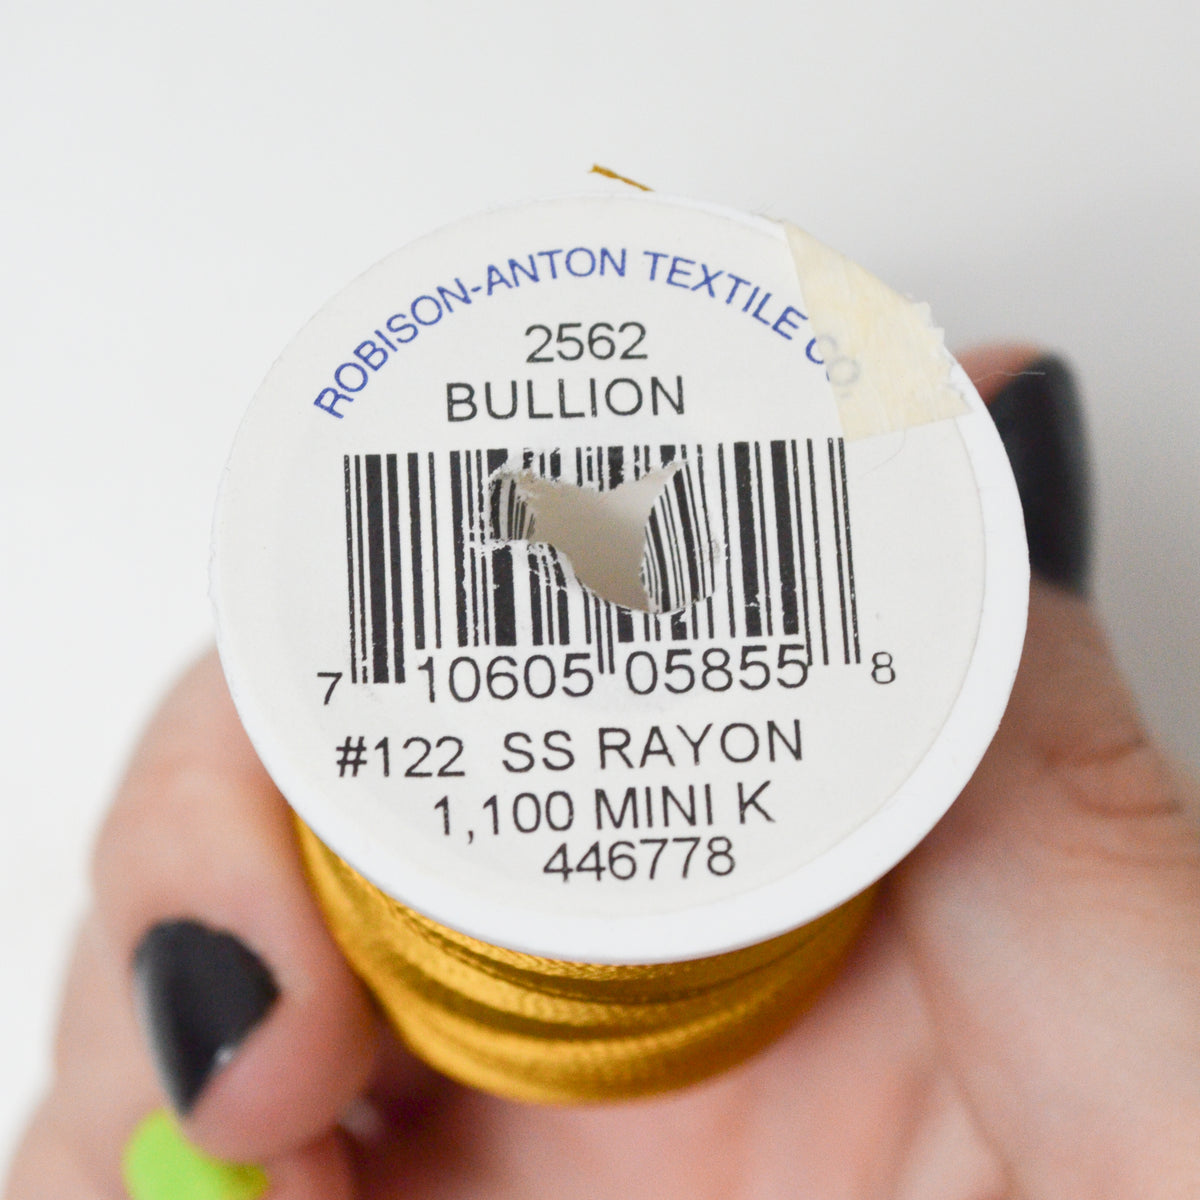 ROBISON-ANTON TEXTILE CO.
2562
BULLION
7 10605 05855 8
#122 SS RAYON
1,100 MINI K
446778